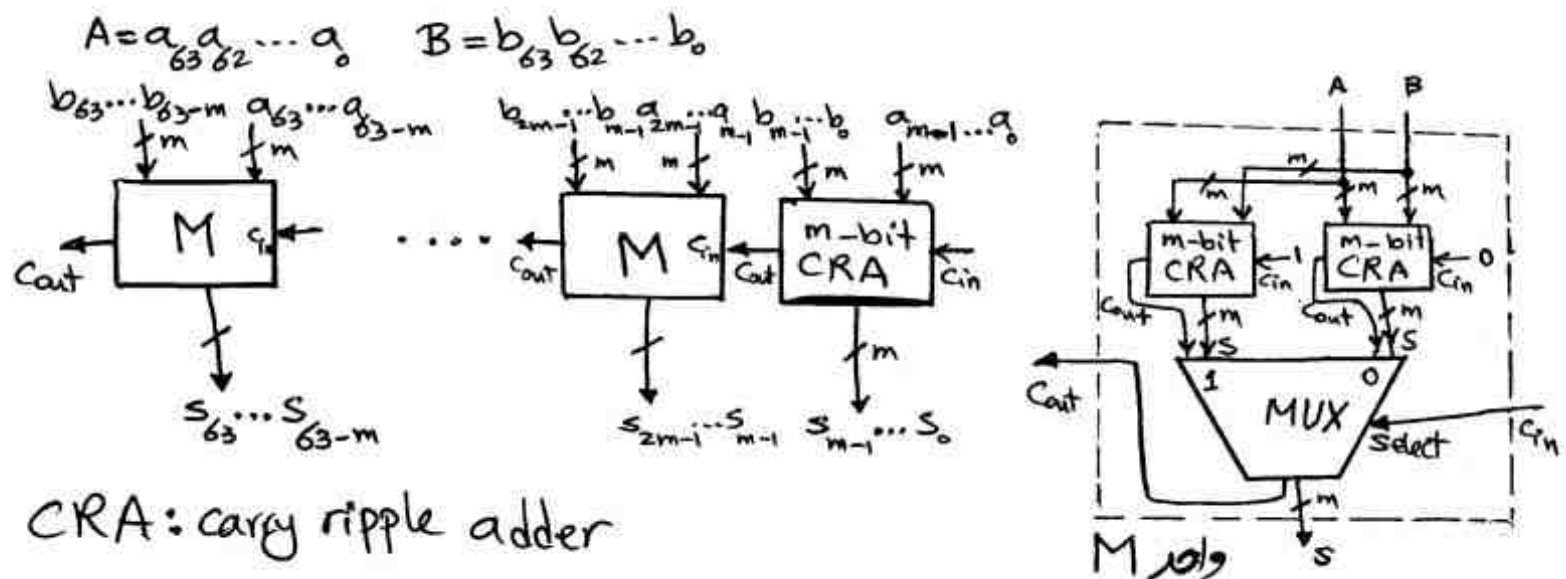 A=a₆₃a₆₂...a₀ B=b₆₃b₆₂...b₀
b₆₃...b₆₃₋ₘ a₆₃...a₆₃₋ₘ b₂ₘ₋₁...bₘ₋₁ a₂ₘ₋₁...aₘ₋₁ bₘ₋₁...b₀ aₘ₋₁...a₀
m m m m m m
M Cin Cout
.... M Cin Cout
m-bit CRA Cin Cout
m m
S₆₃...S₆₃₋ₘ S₂ₘ₋₁...Sₘ₋₁ Sₘ₋₁...S₀
CRA: carry ripple adder
A B
m m m m
m-bit CRA 1 Cin m-bit CRA 0 Cin
Cout m S Cout m S
1 0
MUX
Select Cin
Cout
m
S
واحد M